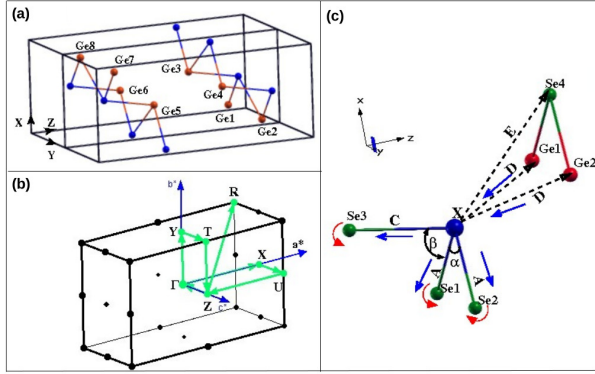 (a)
Ge8
Ge7
Ge3
Ge6
Ge4
Ge5
Ge1
Ge2
X
Z
Y
(b)
b*
R
Y
T
a*
X
Γ
U
Z
c*
(c)
x
z
y
Se4
E
Ge1
Ge2
D
D
X
Se3
C
β
α
A
A
Se1
Se2